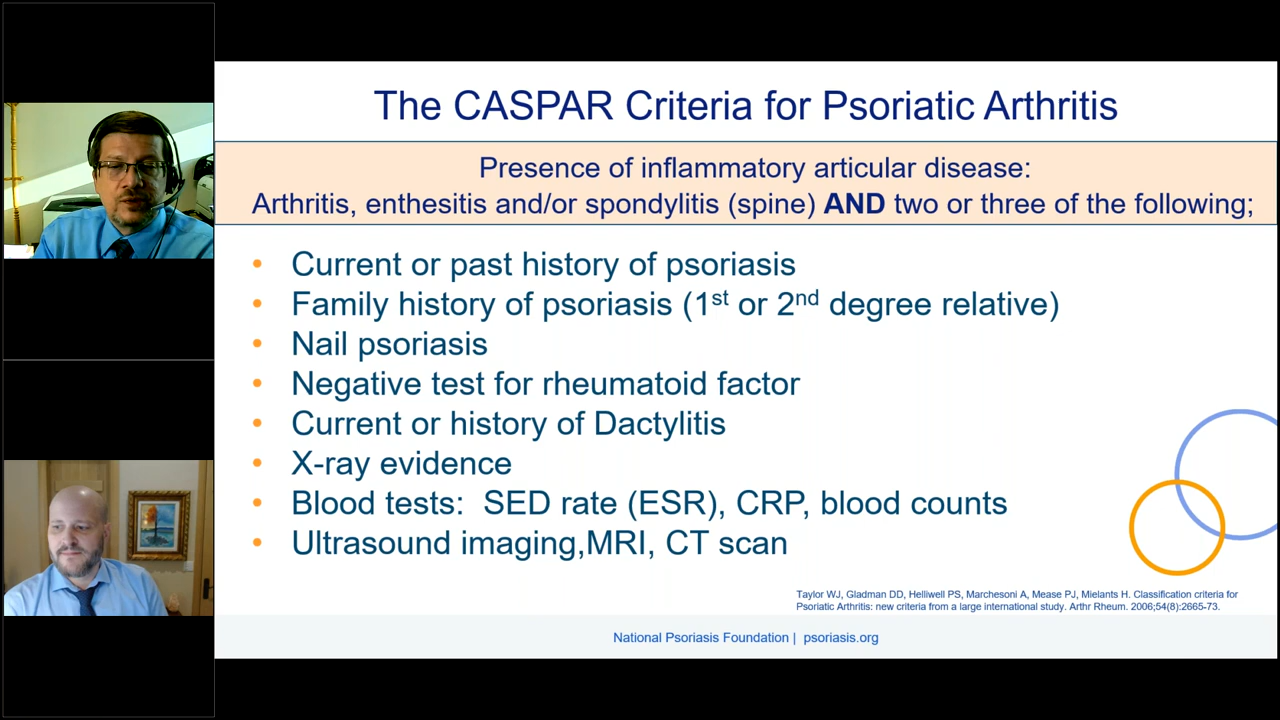 The CASPAR Criteria for Psoriatic Arthritis
Presence of inflammatory articular disease:
Arthritis, enthesitis and/or spondylitis (spine) AND two or three of the following;
• Current or past history of psoriasis
• Family history of psoriasis (1st or 2nd degree relative)
• Nail psoriasis
• Negative test for rheumatoid factor
• Current or history of Dactylitis
• X-ray evidence
• Blood tests:  SED rate (ESR), CRP, blood counts
• Ultrasound imaging,MRI, CT scan
Taylor WJ, Gladman DD, Helliwell PS, Marchesoni A, Mease PJ, Mielants H. Classification criteria for
Psoriatic Arthritis: new criteria from a large international study. Arthr Rheum. 2006;54(8):2665-73.
National Psoriasis Foundation | psoriasis.org